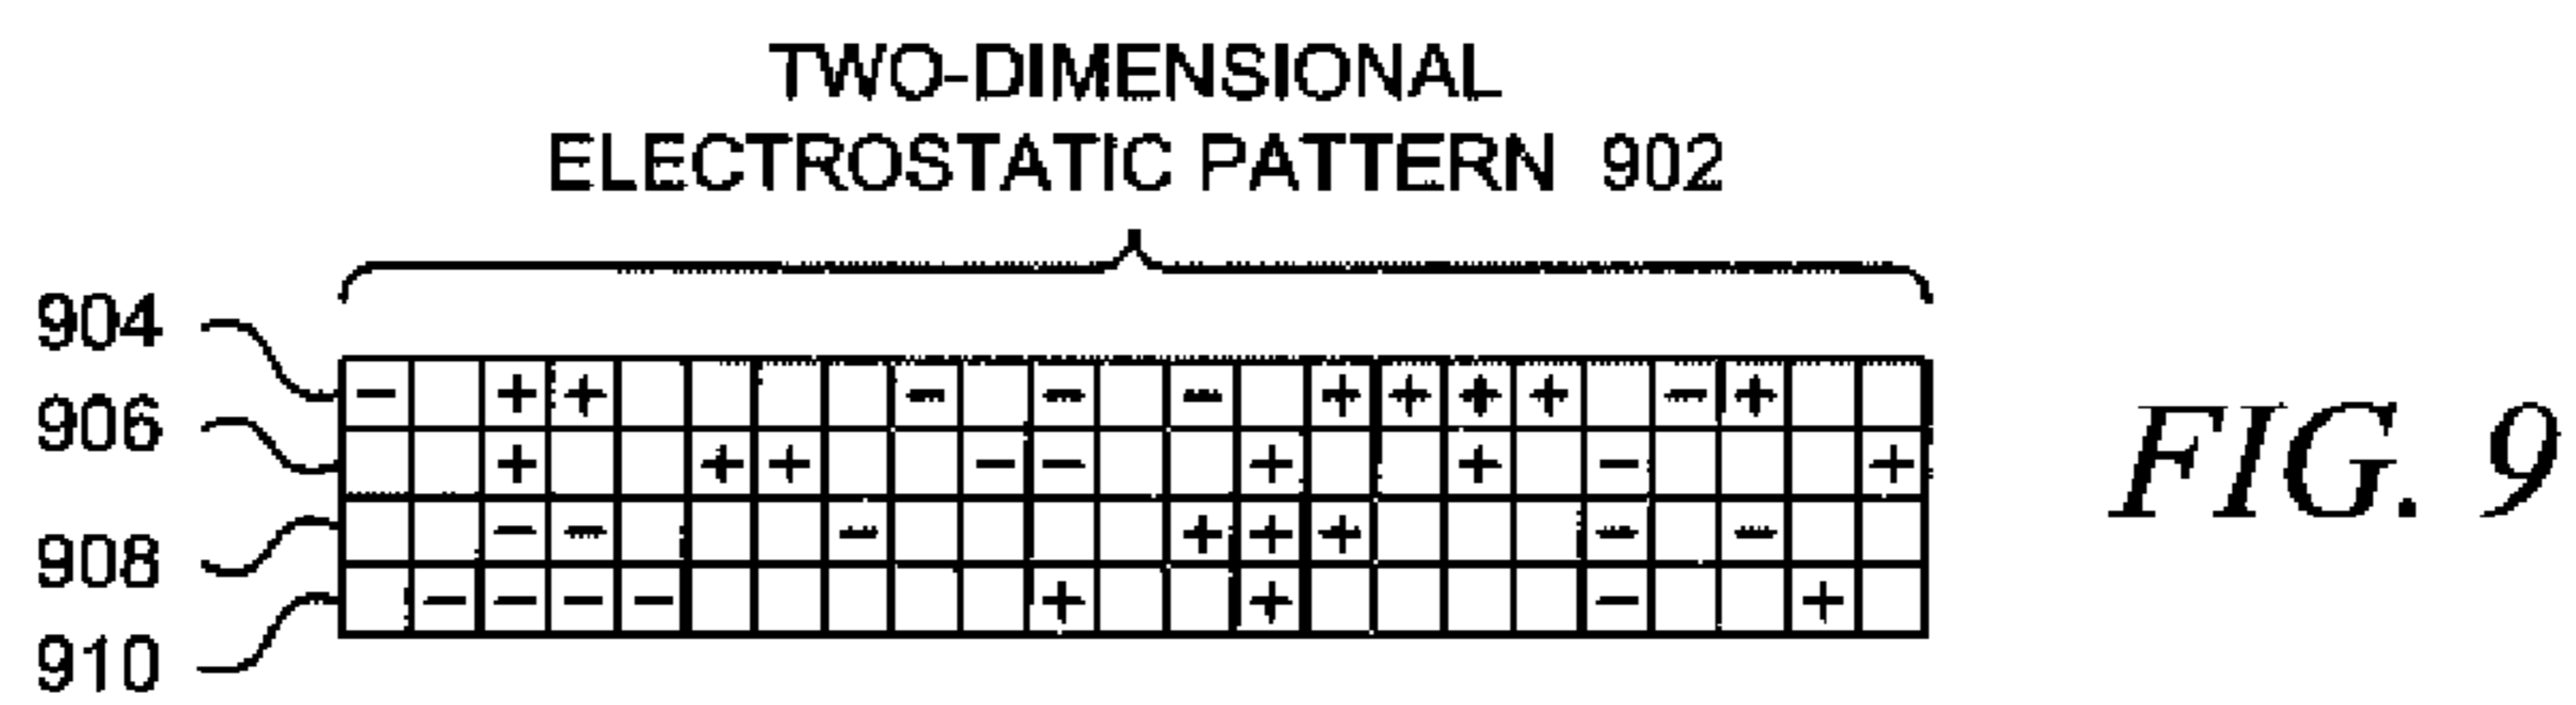 TWO-DIMENSIONAL
ELECTROSTATIC PATTERN 902
904
906
908
910
− + + − − − + + + + − +
+ + + − − + + − +
− − − + + + − −
− − − − + + − +
FIG. 9